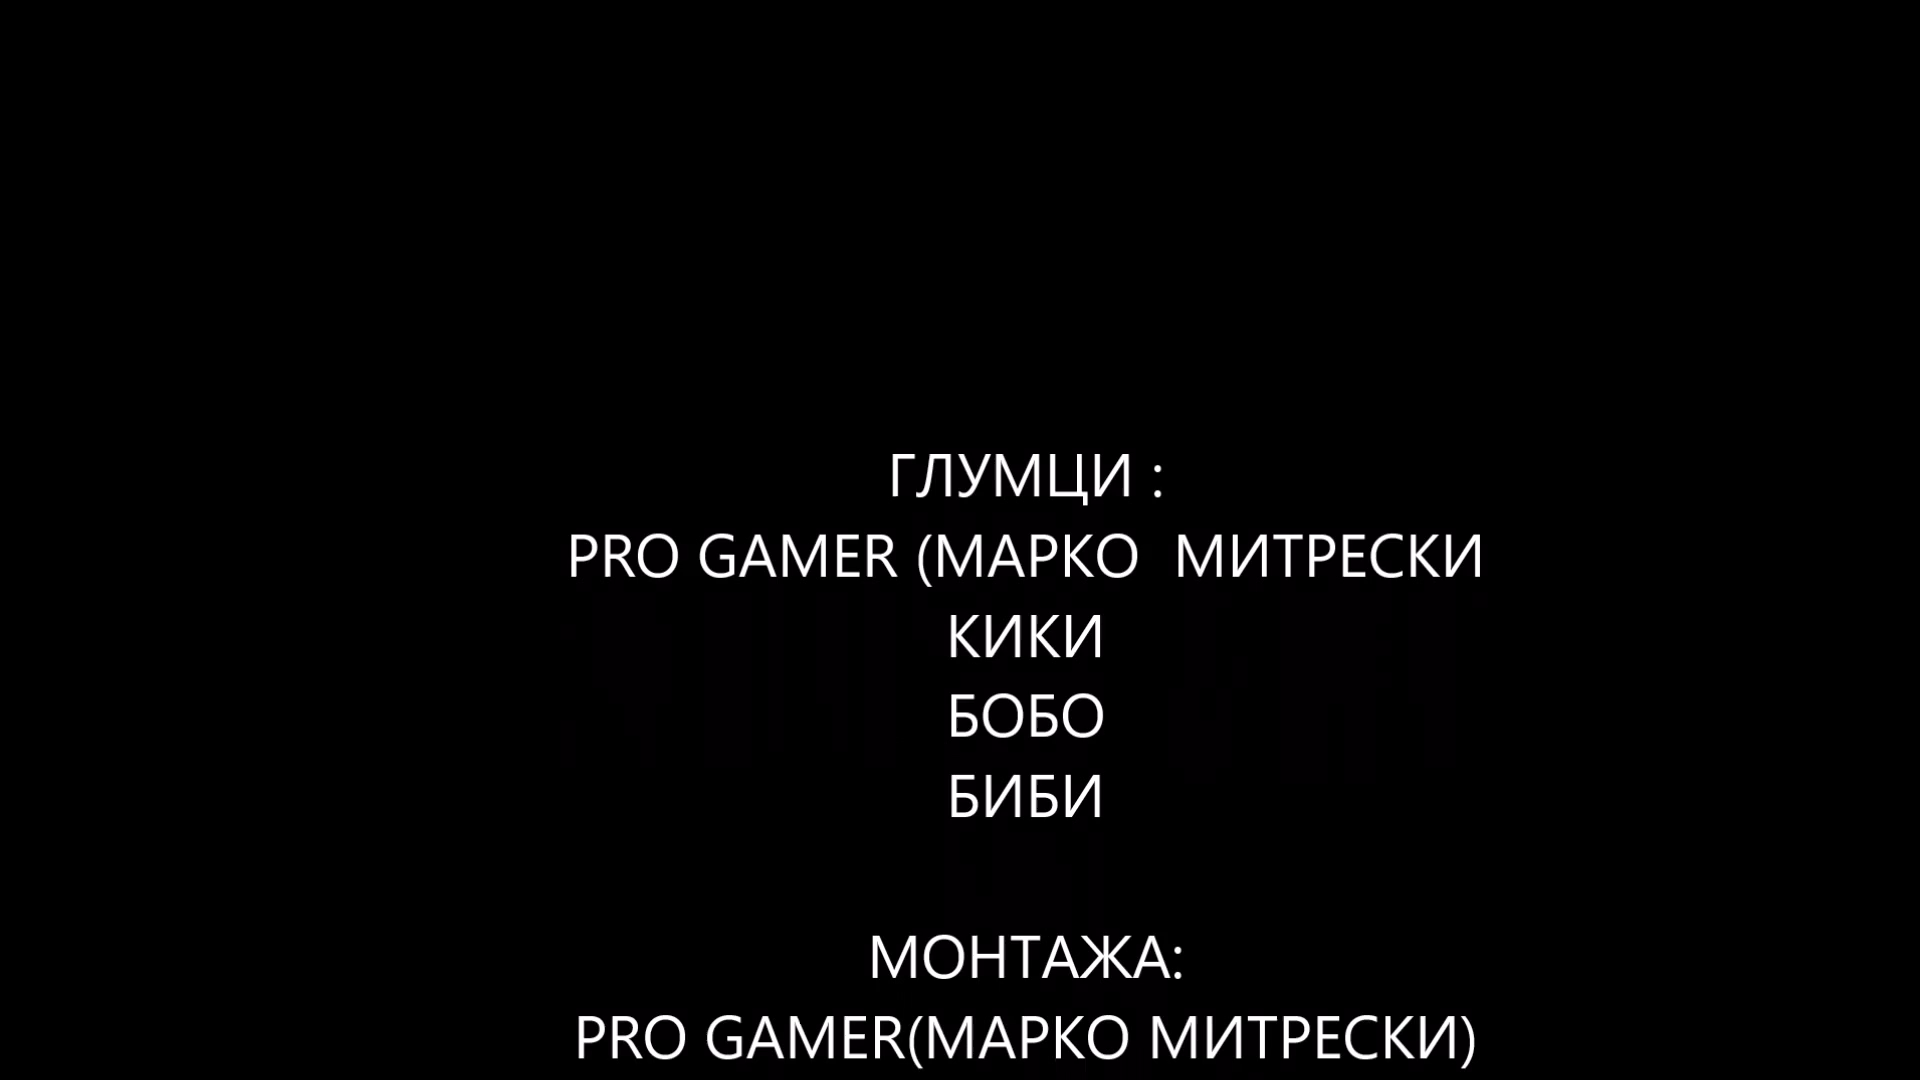 ГЛУМЦИ :
PRO GAMER (МАРКО  МИТРЕСКИ
КИКИ
БОБО
БИБИ
МОНТАЖА:
PRO GAMER(МАРКО МИТРЕСКИ)